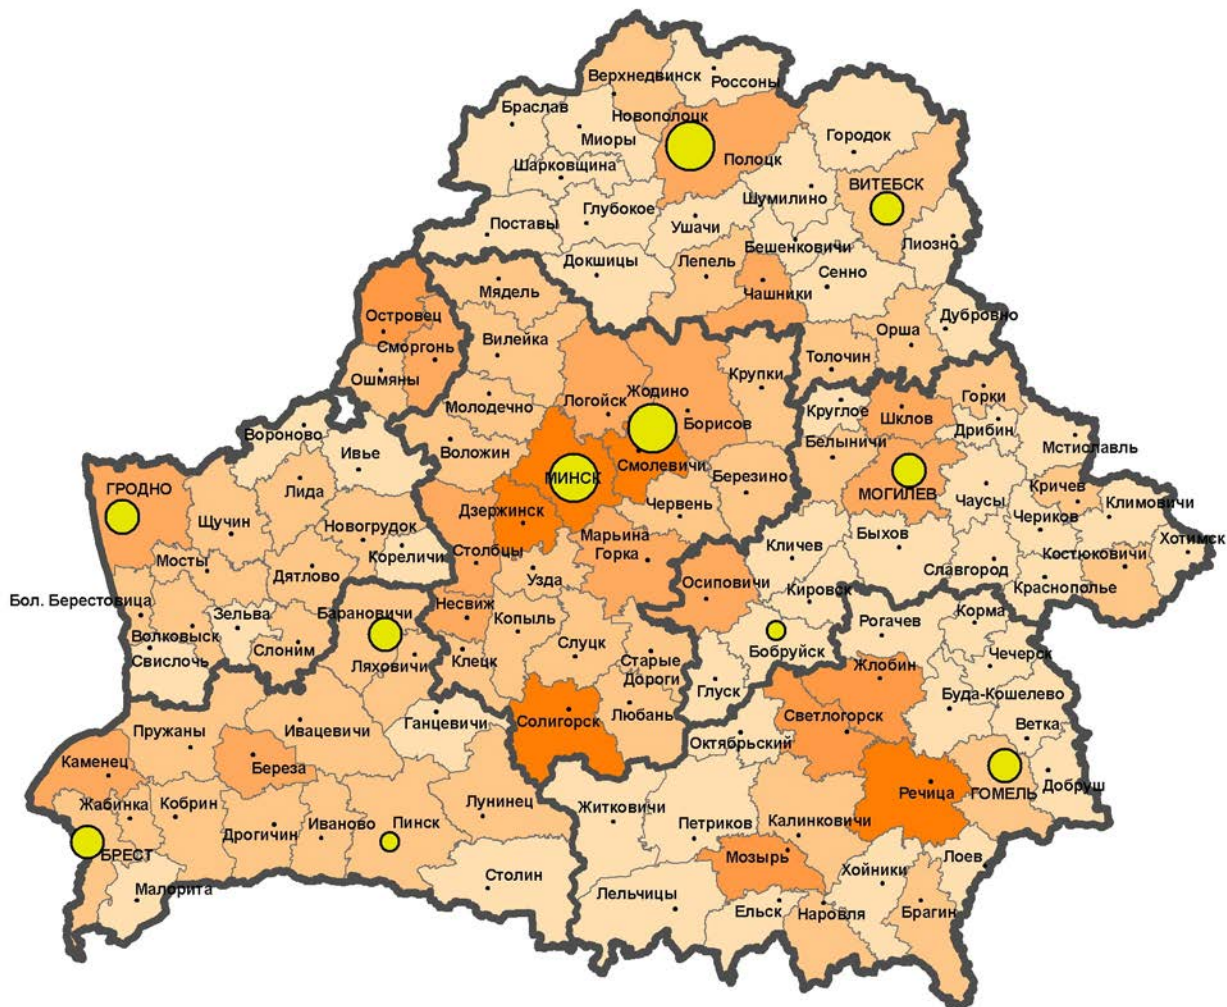 Верхнедвинск
Россоны
Браслав
Новополоцк
Миоры
Городок
Полоцк
Шарковщина
ВИТЕБСК
Шумилино
Глубокое
Поставы
Ушачи
Лиозно
Бешенковичи
Докшицы
Лепель
Сенно
Чашники
Мядель
Дубровно
Островец
Орша
Вилейка
Сморгонь
Толочин
Ошмяны
Крупки
Жодино
Логойск
Молодечно
Горки
Круглое
Шклов
Борисов
Дрибин
Вороново
Белыничи
Мстиславль
Воложин
Ивье
Смолевичи
МИНСК
Березино
Кричев
ГРОДНО
Лида
МОГИЛЕВ
Чаусы
Климовичи
Червень
Дзержинск
Чериков
Щучин
Новогрудок
Марьина
Горка
Быхов
Кличев
Хотимск
Столбцы
Кореличи
Костюковичи
Мосты
Славгород
Дятлово
Узда
Осиповичи
Краснополье
Бол. Берестовица
Несвиж
Кировск
Зельва
Барановичи
Корма
Копыль
Волковыск
Рогачев
Слуцк
Слоним
Бобруйск
Старые
Дороги
Свислочь
Ляховичи
Клецк
Чечерск
Жлобин
Глуск
Буда-Кошелево
Любань
Солигорск
Ганцевичи
Светлогорск
Ветка
Пружаны
Ивацевичи
Октябрьский
Каменец
Береза
Добруш
Речица
ГОМЕЛЬ
Жабинка
Кобрин
Лунинец
Житковичи
Пинск
Петриков
Калинковичи
Дрогичин
Иваново
БРЕСТ
Мозырь
Лоев
Хойники
Столин
Малорита
Лельчицы
Ельск
Наровля
Брагин